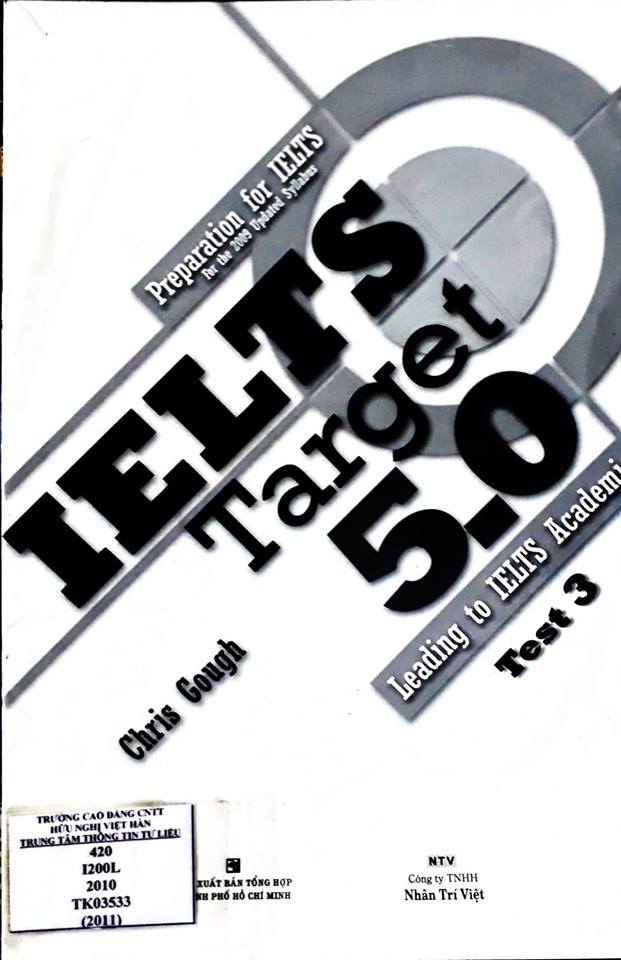 Preparation for IELTS
For the 2009 Updated Syllabus
IELTS
Target
5.0
Leading to IELTS Academi
Test 3
Chris Gough
TRƯỜNG CAO ĐẲNG CNTT
HỮU NGHỊ VIỆT HÀN
TRUNG TÂM THÔNG TIN TƯ LIỆU
420
I200L
2010
TK03533
(2011)
XUẤT BẢN TỔNG HỢP
NH PHỐ HỒ CHÍ MINH
NTV
Công ty TNHH
Nhân Trí Việt